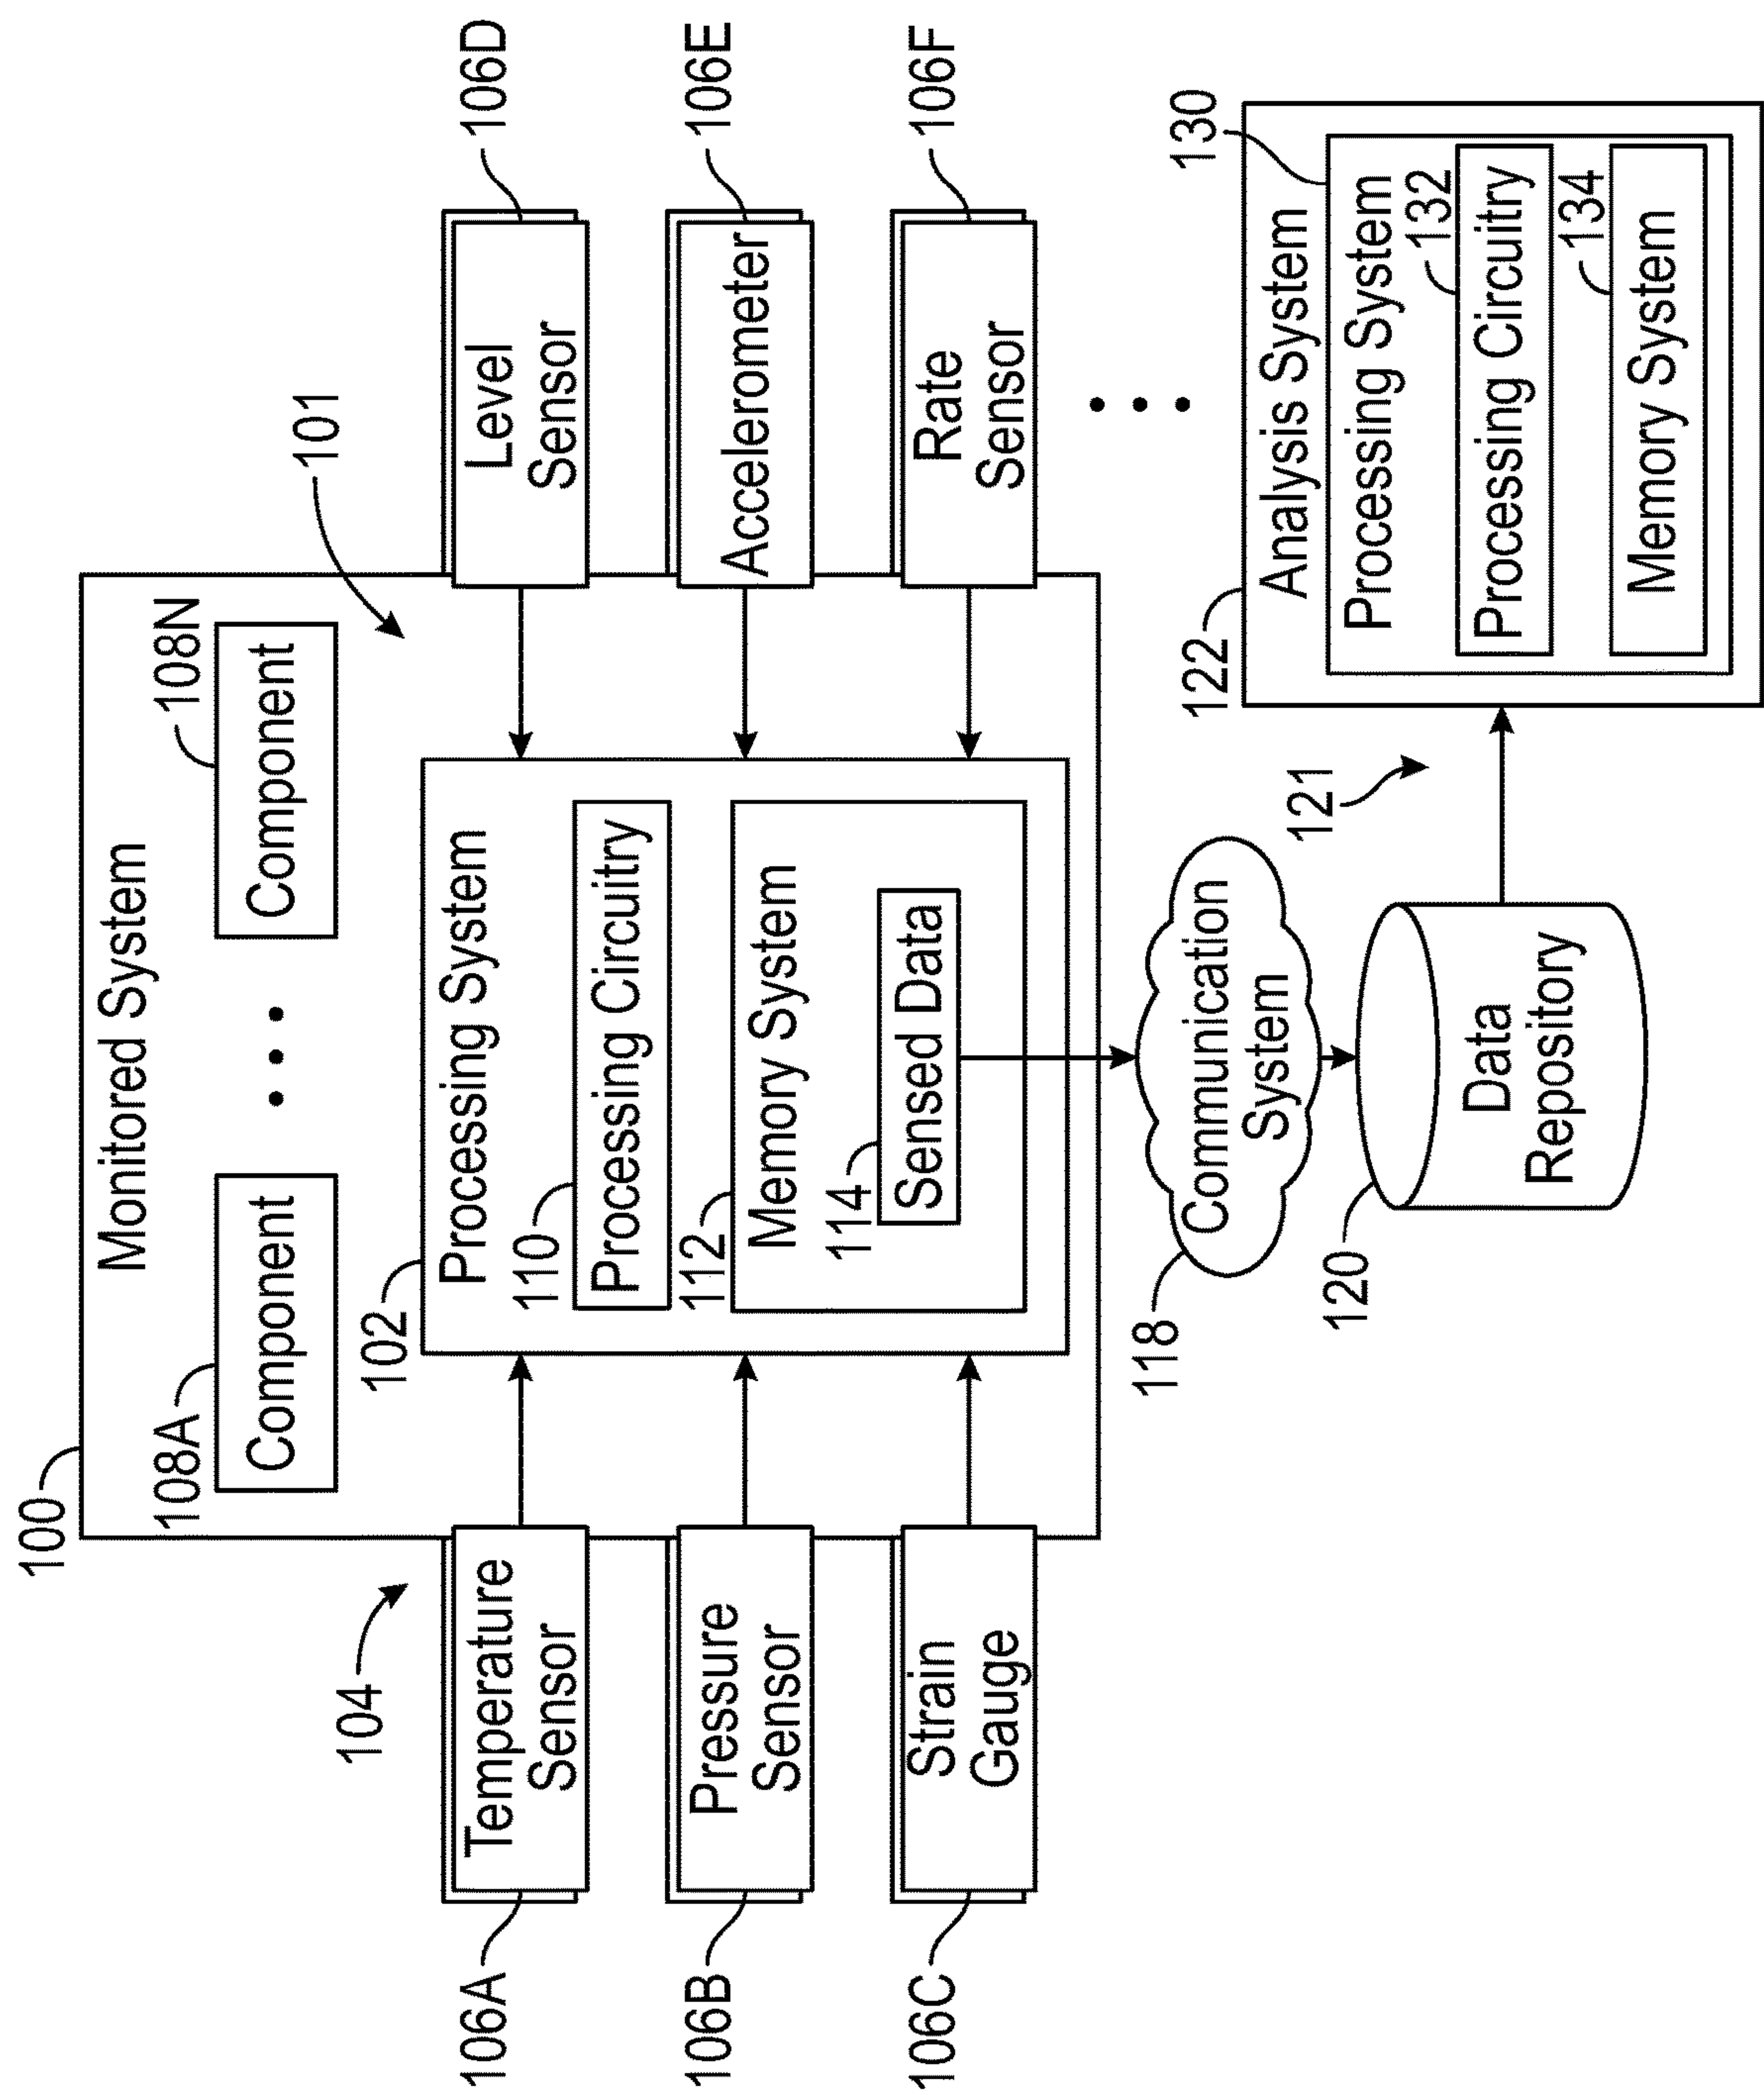 100
Monitored System
108A
Component
• • •
108N
Component
101
104
102
Processing System
110
Processing Circuitry
112
Memory System
114
Sensed Data
106A
Temperature
Sensor
106B
Pressure
Sensor
106C
Strain
Gauge
106D
Level
Sensor
106E
Accelerometer
106F
Rate
Sensor
• • •
118
Communication
System
120
Data
Repository
121
122
Analysis System
130
Processing System
132
Processing Circuitry
134
Memory System